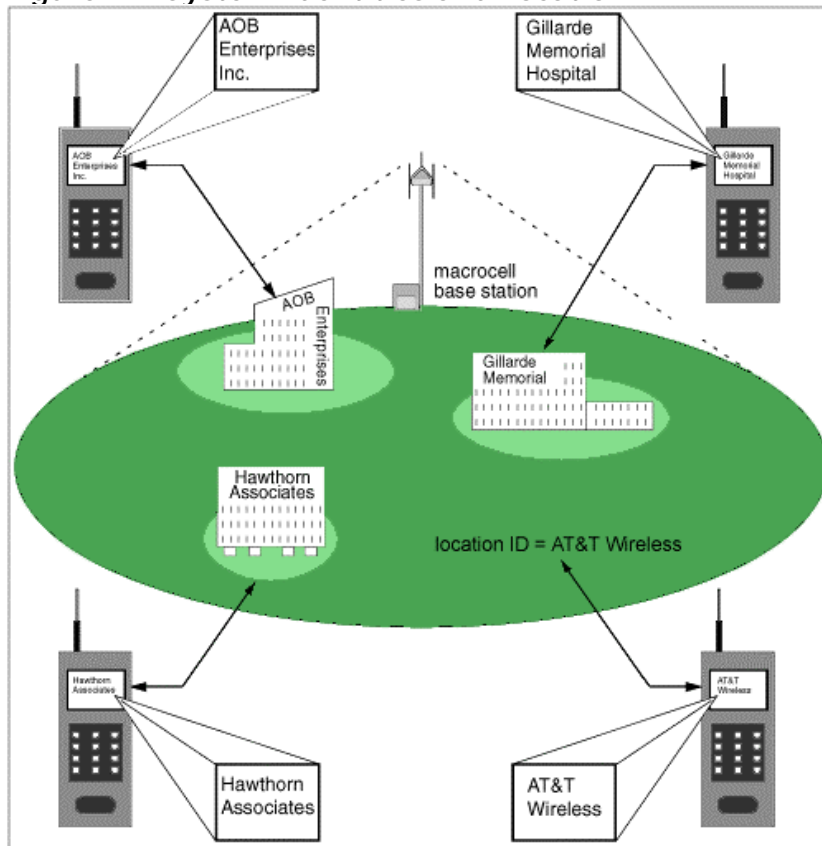 AOB
Enterprises
Inc.
Gillarde
Memorial
Hospital
AOB
Enterprises
Inc.
Gillarde
Memorial
Hospital
macrocell
base station
AOB
Enterprises
Gillarde
Memorial
Hawthorn
Associates
location ID = AT&T Wireless
Hawthorn
Associates
AT&T
Wireless
Hawthorn
Associates
AT&T
Wireless